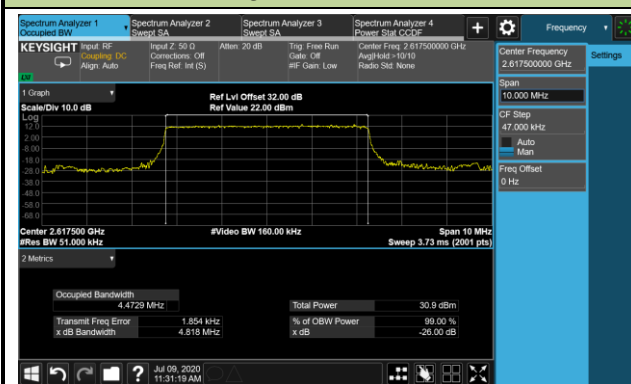 Spectrum Analyzer 1
Occupied BW
Spectrum Analyzer 2
Swept SA
Spectrum Analyzer 3
Swept SA
Spectrum Analyzer 4
Power Stat CCDF
+
Frequency
KEYSIGHT
Input: RF
Coupling: DC
Align: Auto
Input Z: 50 Ω
Corrections: Off
Freq Ref: Int (S)
Atten: 20 dB
Trig: Free Run
Gate: Off
#IF Gain: Low
Center Freq: 2.617500000 GHz
Avg|Hold:>10/10
Radio Std: None
Center Frequency
2.617500000 GHz
Settings
Span
10.000 MHz
CF Step
47.000 kHz
Auto
Man
Freq Offset
0 Hz
1 Graph
Scale/Div 10.0 dB
Ref Lvl Offset 32.00 dB
Ref Value 22.00 dBm
Log
12.0
2.00
-8.00
-18.0
-28.0
-38.0
-48.0
-58.0
-68.0
Center 2.617500 GHz
#Res BW 51.000 kHz
#Video BW 160.00 kHz
Span 10 MHz
Sweep 3.73 ms (2001 pts)
2 Metrics
Occupied Bandwidth
4.4729 MHz
Total Power 30.9 dBm
Transmit Freq Error 1.854 kHz
% of OBW Power 99.00 %
x dB Bandwidth 4.818 MHz
x dB -26.00 dB
?
Jul 09, 2020
11:31:19 AM